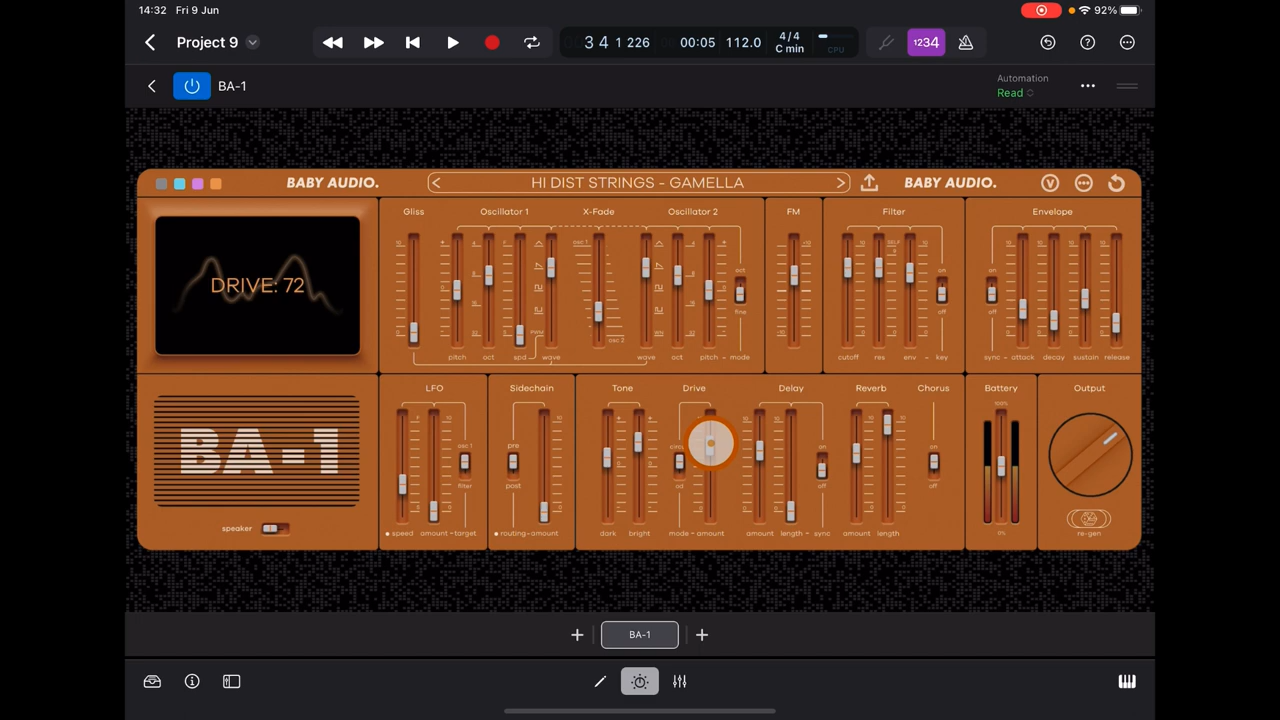 14:32 Fri 9 Jun 92%
Project 9 3 4 1 226 00:05 112.0 4/4 C min CPU 1234
BA-1 Automation Read
BABY AUDIO. HI DIST STRINGS - GAMELLA BABY AUDIO. V
Gliss Oscillator 1 X-Fade Oscillator 2 FM Filter Envelope
DRIVE: 72
pitch oct spd wave wave oct pitch - mode cutoff res env - key sync - attack decay sustain release
LFO Sidechain Tone Drive Delay Reverb Chorus Battery Output
BA-1
speaker
speed amount - target routing - amount dark bright mode - amount amount length - sync amount length 0% re-gen
BA-1